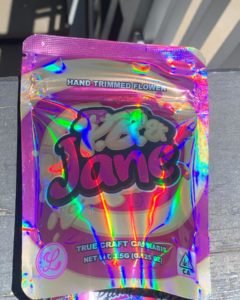 HAND TRIMMED FLOWER
Jane
TRUE CRAFT CANNABIS
NET WT. 3.5G (0.125 OZ)